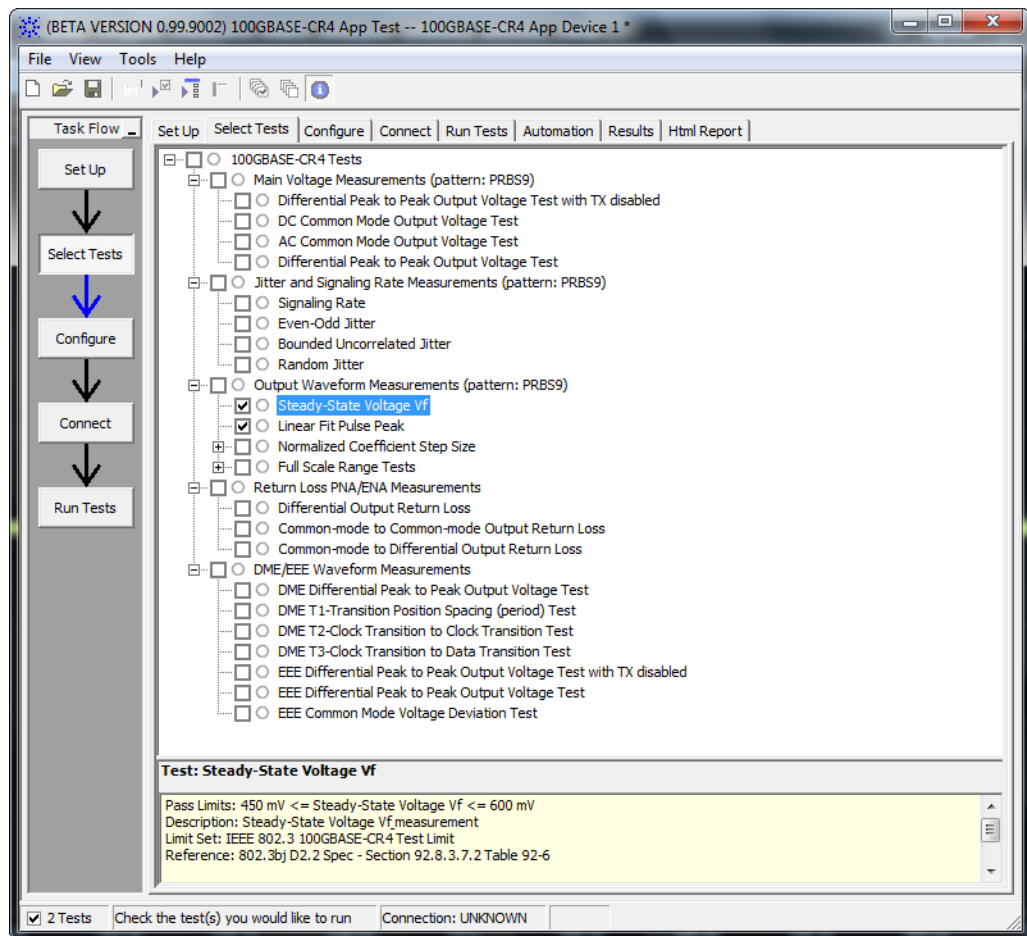 (BETA VERSION 0.99.9002) 100GBASE-CR4 App Test -- 100GBASE-CR4 App Device 1 *
File View Tools Help
Task Flow
Set Up Select Tests Configure Connect Run Tests Automation Results Html Report
Set Up
Select Tests
Configure
Connect
Run Tests
100GBASE-CR4 Tests
Main Voltage Measurements (pattern: PRBS9)
Differential Peak to Peak Output Voltage Test with TX disabled
DC Common Mode Output Voltage Test
AC Common Mode Output Voltage Test
Differential Peak to Peak Output Voltage Test
Jitter and Signaling Rate Measurements (pattern: PRBS9)
Signaling Rate
Even-Odd Jitter
Bounded Uncorrelated Jitter
Random Jitter
Output Waveform Measurements (pattern: PRBS9)
Steady-State Voltage Vf
Linear Fit Pulse Peak
Normalized Coefficient Step Size
Full Scale Range Tests
Return Loss PNA/ENA Measurements
Differential Output Return Loss
Common-mode to Common-mode Output Return Loss
Common-mode to Differential Output Return Loss
DME/EEE Waveform Measurements
DME Differential Peak to Peak Output Voltage Test
DME T1-Transition Position Spacing (period) Test
DME T2-Clock Transition to Clock Transition Test
DME T3-Clock Transition to Data Transition Test
EEE Differential Peak to Peak Output Voltage Test with TX disabled
EEE Differential Peak to Peak Output Voltage Test
EEE Common Mode Voltage Deviation Test
Test: Steady-State Voltage Vf
Pass Limits: 450 mV <= Steady-State Voltage Vf <= 600 mV
Description: Steady-State Voltage Vf measurement
Limit Set: IEEE 802.3 100GBASE-CR4 Test Limit
Reference: 802.3bj D2.2 Spec - Section 92.8.3.7.2 Table 92-6
2 Tests Check the test(s) you would like to run Connection: UNKNOWN